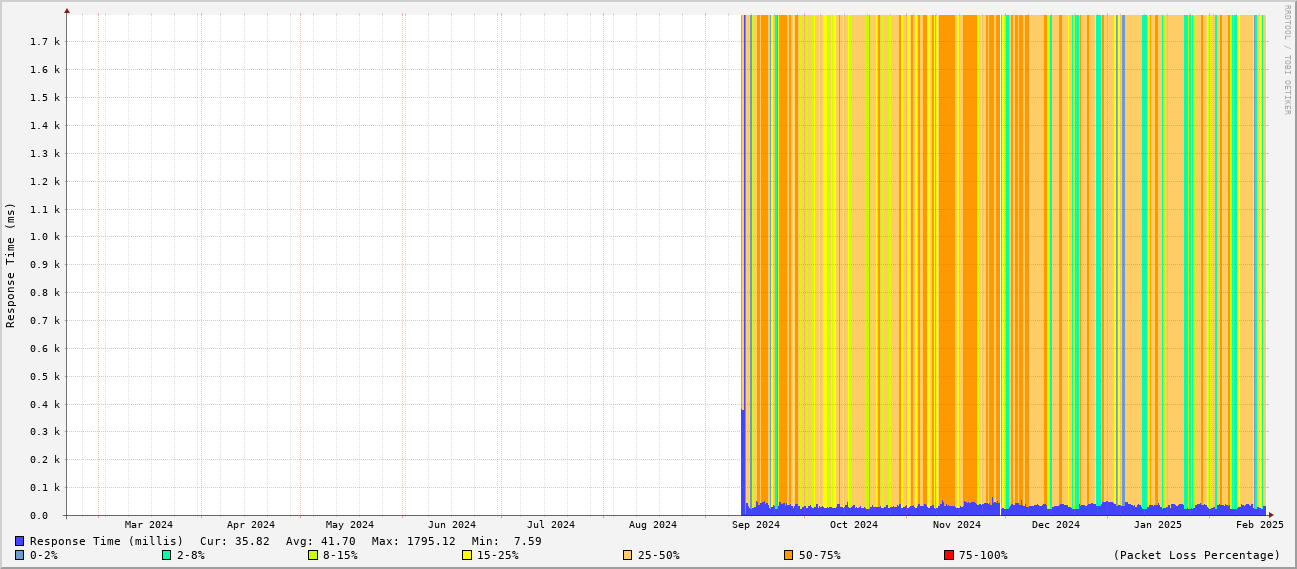 RRDTOOL / TOBI OETIKER
Response Time (ms)
1.7 k
1.6 k
1.5 k
1.4 k
1.3 k
1.2 k
1.1 k
1.0 k
0.9 k
0.8 k
0.7 k
0.6 k
0.5 k
0.4 k
0.3 k
0.2 k
0.1 k
0.0
Mar 2024 Apr 2024 May 2024 Jun 2024 Jul 2024 Aug 2024 Sep 2024 Oct 2024 Nov 2024 Dec 2024 Jan 2025 Feb 2025
Response Time (millis) Cur: 35.82 Avg: 41.70 Max: 1795.12 Min: 7.59
0-2% 2-8% 8-15% 15-25% 25-50% 50-75% 75-100% (Packet Loss Percentage)